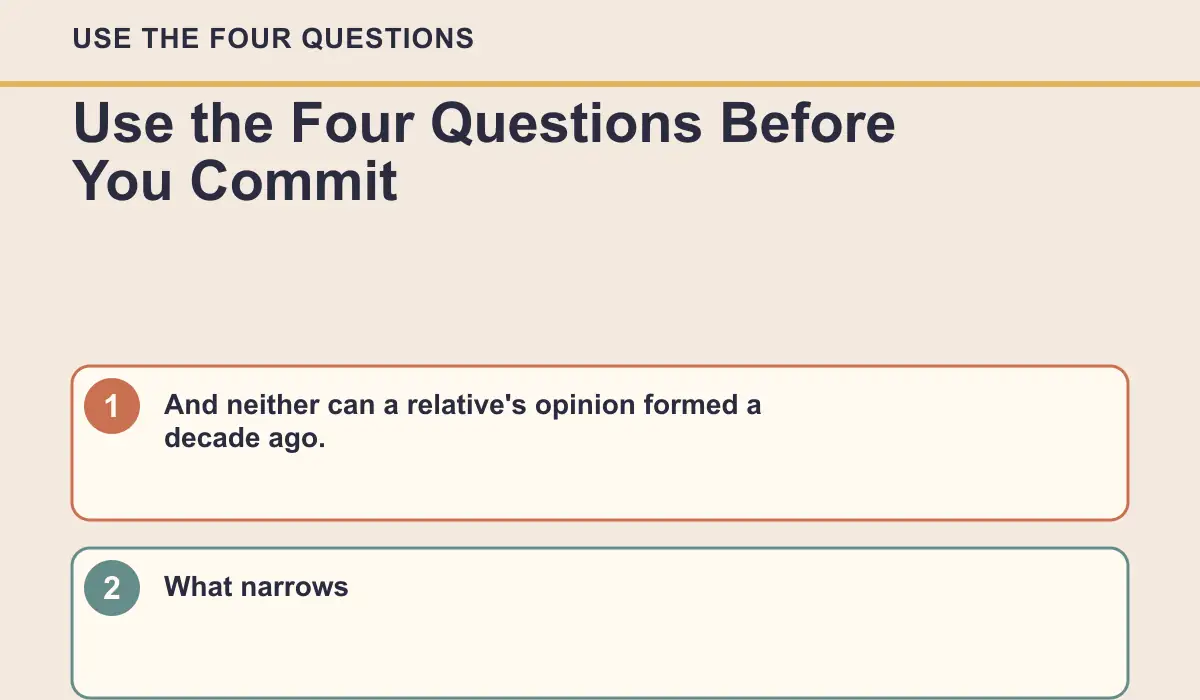 USE THE FOUR QUESTIONS
Use the Four Questions Before
You Commit
1
And neither can a relative's opinion formed a
decade ago.
2
What narrows